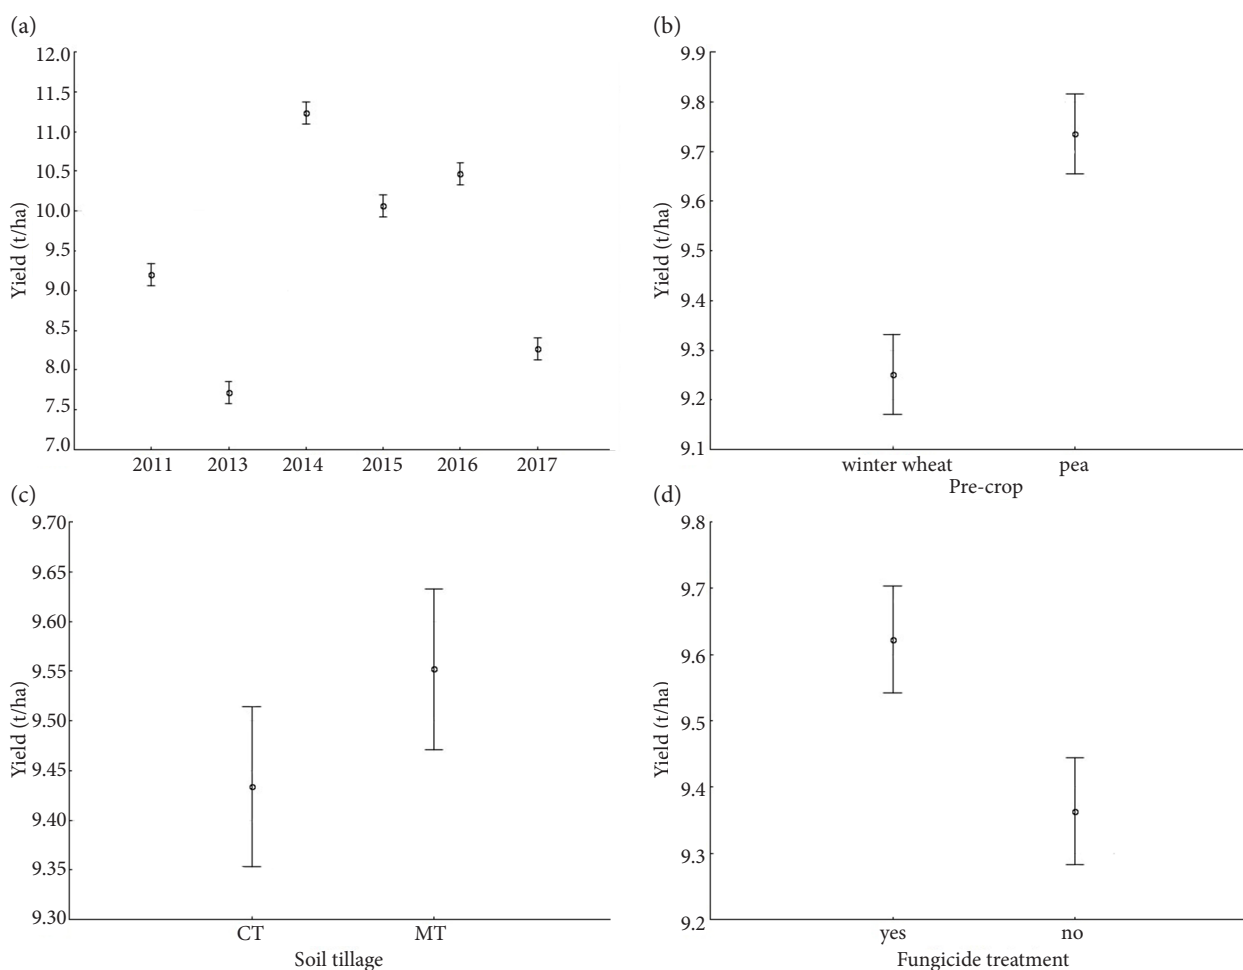 (a)
12.0
11.5
11.0
10.5
10.0
9.5
9.0
8.5
8.0
7.5
7.0
Yield (t/ha)
2011 2013 2014 2015 2016 2017
(b)
9.9
9.8
9.7
9.6
9.5
9.4
9.3
9.2
9.1
Yield (t/ha)
winter wheat pea
Pre-crop
(c)
9.70
9.65
9.60
9.55
9.50
9.45
9.40
9.35
9.30
Yield (t/ha)
CT MT
Soil tillage
(d)
9.8
9.7
9.6
9.5
9.4
9.3
9.2
Yield (t/ha)
yes no
Fungicide treatment